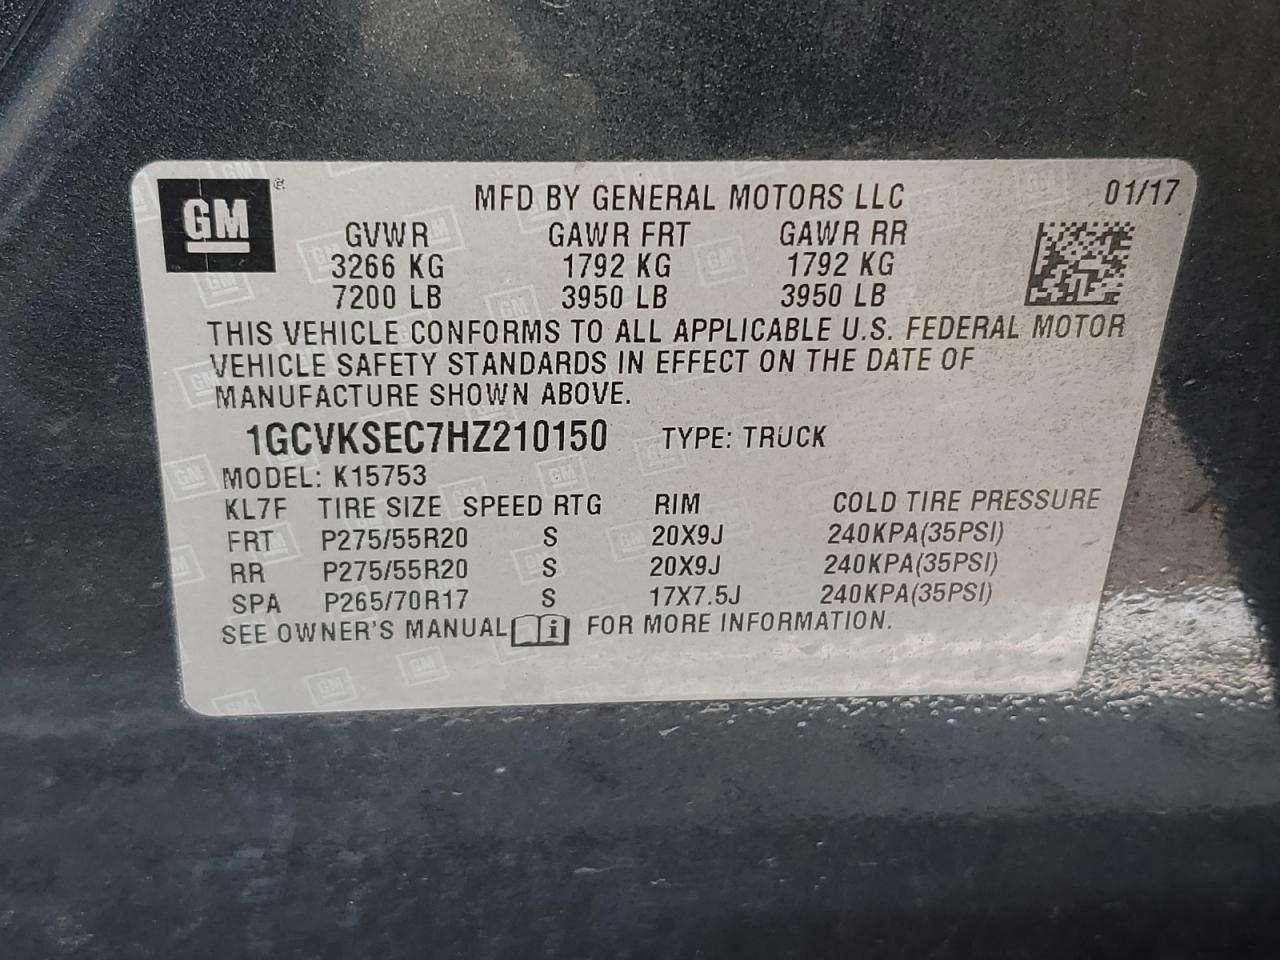 GM
MFD BY GENERAL MOTORS LLC 01/17
GVWR GAWR FRT GAWR RR
3266 KG 1792 KG 1792 KG
7200 LB 3950 LB 3950 LB
THIS VEHICLE CONFORMS TO ALL APPLICABLE U.S. FEDERAL MOTOR
VEHICLE SAFETY STANDARDS IN EFFECT ON THE DATE OF
MANUFACTURE SHOWN ABOVE.
1GCVKSEC7HZ210150 TYPE: TRUCK
MODEL: K15753
KL7F TIRE SIZE SPEED RTG RIM COLD TIRE PRESSURE
FRT P275/55R20 S 20X9J 240KPA(35PSI)
RR P275/55R20 S 20X9J 240KPA(35PSI)
SPA P265/70R17 S 17X7.5J 240KPA(35PSI)
SEE OWNER'S MANUAL i FOR MORE INFORMATION.